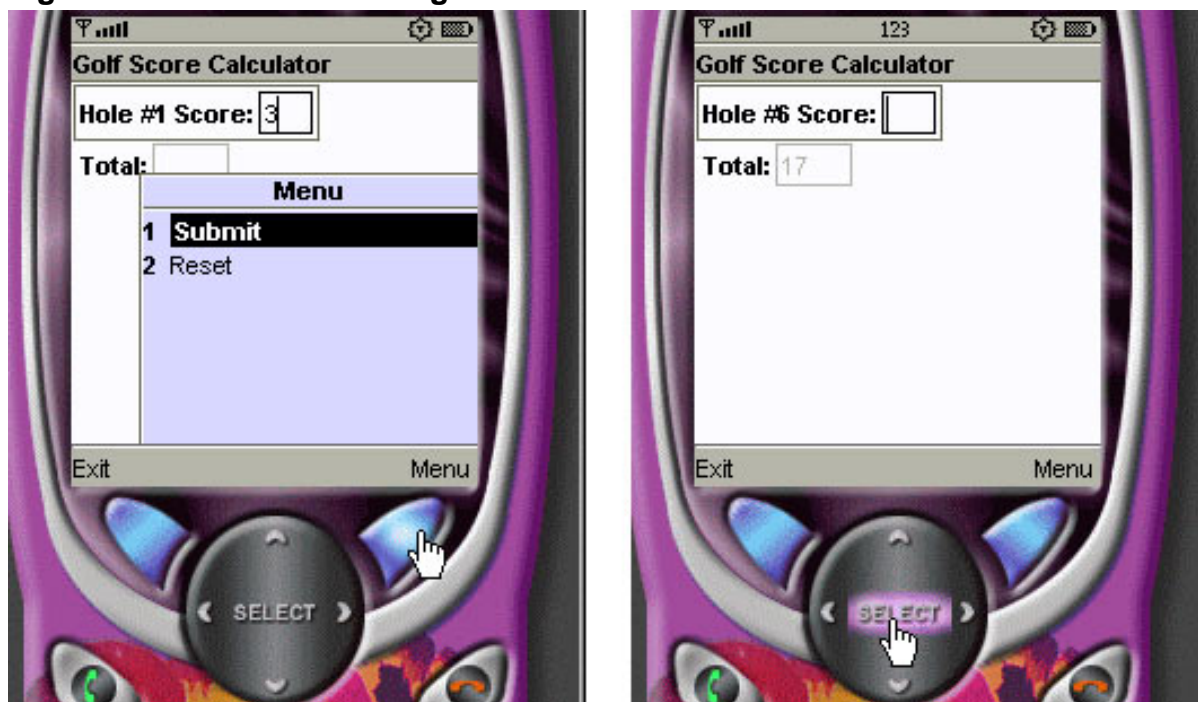 Golf Score Calculator
Hole #1 Score: 3
Total:
Menu
1 Submit
2 Reset
Exit Menu
SELECT
123
Golf Score Calculator
Hole #6 Score:
Total: 17
Exit Menu
SELECT